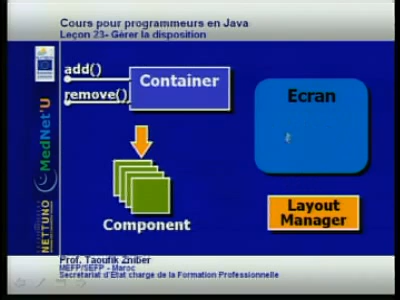 Cours pour programmeurs en Java
Leçon 23- Gérer la disposition
add()
Container
remove()
Ecran
MedNet'U
NETTUNO
Component
Layout
Manager
Prof. Taoufik Zniber
MEFP/SEFP - Maroc
Secrétariat d'Etat chargé de la Formation Professionnelle